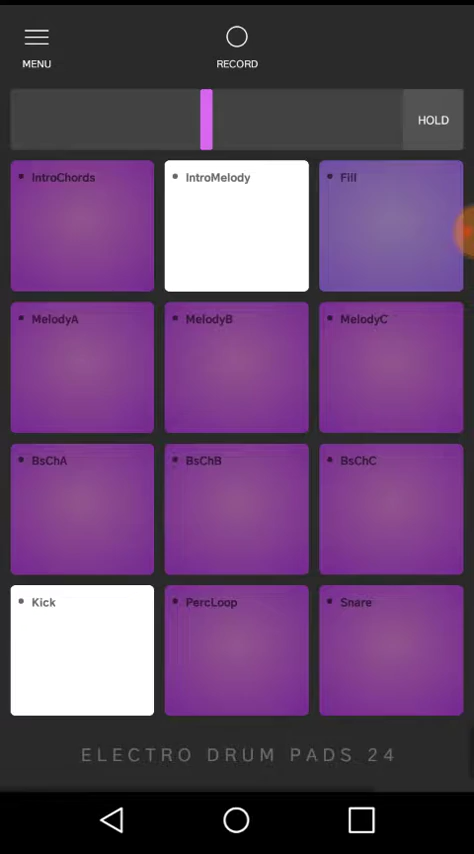 MENU
RECORD
HOLD
IntroChords
IntroMelody
Fill
MelodyA
MelodyB
MelodyC
BsChA
BsChB
BsChC
Kick
PercLoop
Snare
ELECTRO DRUM PADS 24